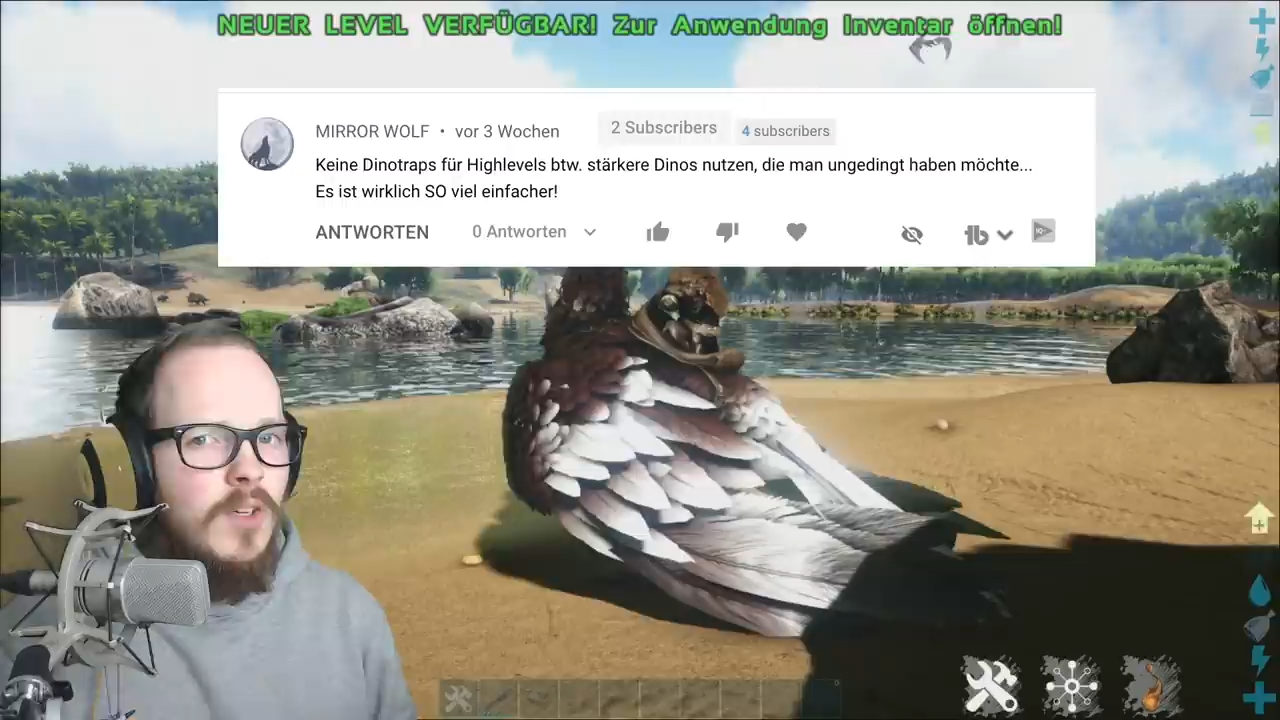 NEUER LEVEL VERFÜGBAR! Zur Anwendung Inventar öffnen!
MIRROR WOLF • vor 3 Wochen 2 Subscribers 4 subscribers
Keine Dinotraps für Highlevels btw. stärkere Dinos nutzen, die man ungedingt haben möchte...
Es ist wirklich SO viel einfacher!
ANTWORTEN 0 Antworten